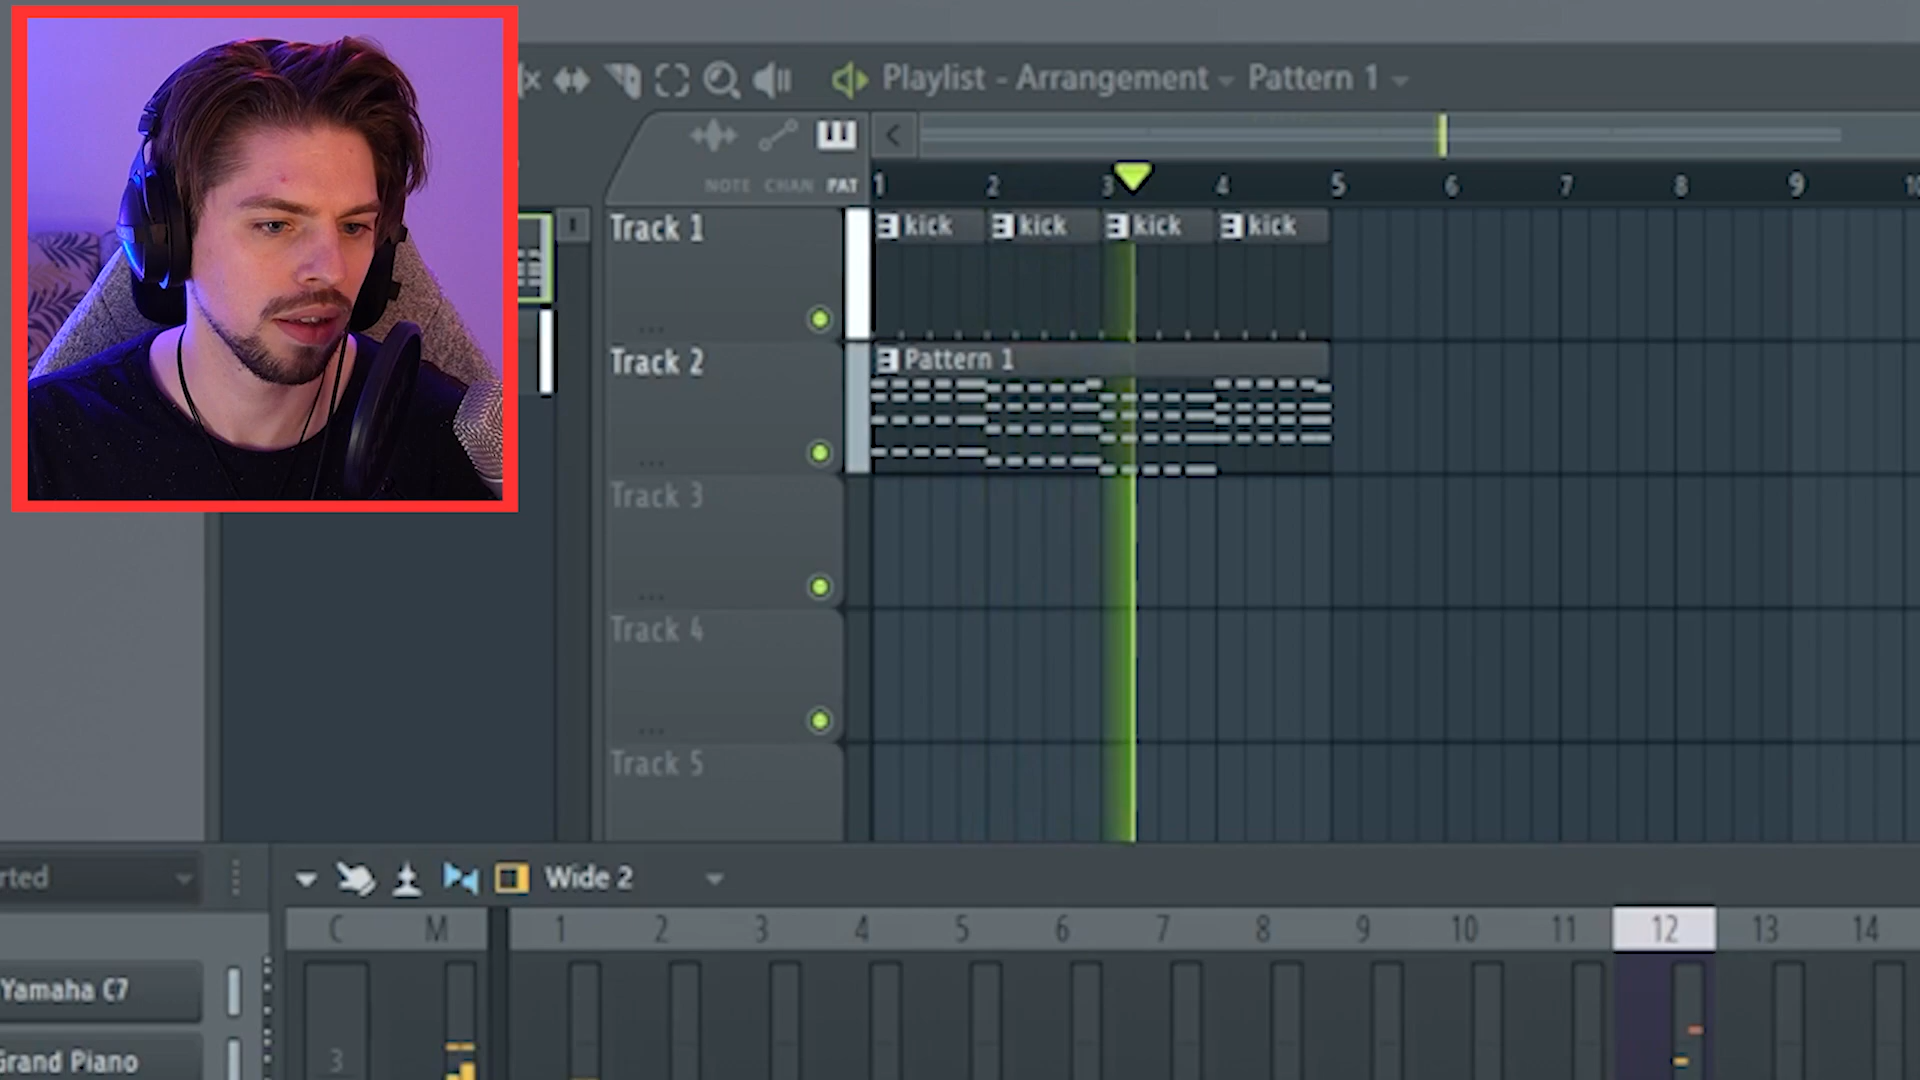 Playlist - Arrangement Pattern 1
NOTE CHAN PAT
1 2 3 4 5 6 7 8 9 10
Track 1
kick kick kick kick
Track 2
Pattern 1
Track 3
Track 4
Track 5
rted
Wide 2
C M 1 2 3 4 5 6 7 8 9 10 11 12 13 14
Yamaha C7
3
Grand Piano